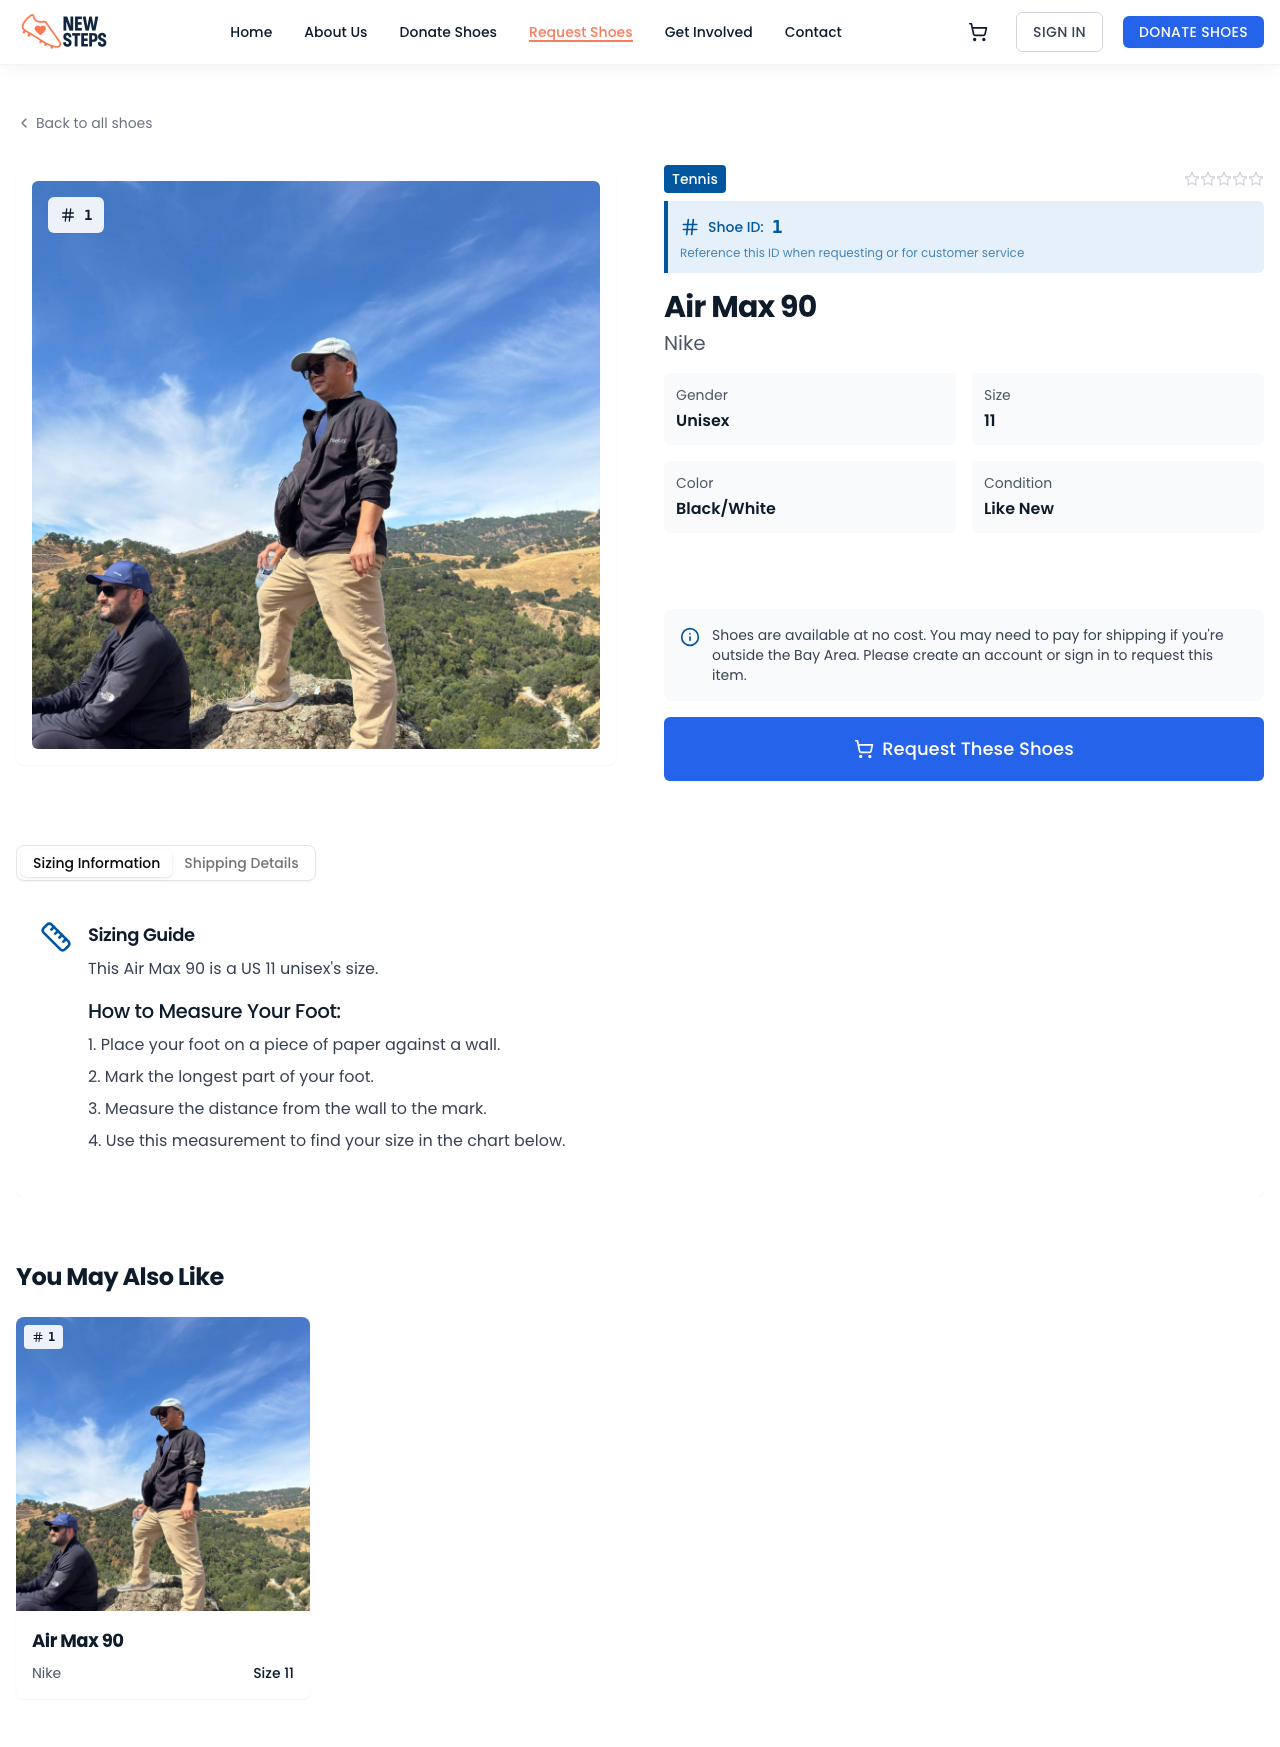 NEW
STEPS
Home
About Us
Donate Shoes
Request Shoes
Get Involved
Contact
SIGN IN
DONATE SHOES
Back to all shoes
# 1
Tennis
# Shoe ID: 1
Reference this ID when requesting or for customer service
Air Max 90
Nike
Gender
Unisex
Size
11
Color
Black/White
Condition
Like New
Shoes are available at no cost. You may need to pay for shipping if you're
outside the Bay Area. Please create an account or sign in to request this
item.
Request These Shoes
Sizing Information
Shipping Details
Sizing Guide
This Air Max 90 is a US 11 unisex's size.
How to Measure Your Foot:
1. Place your foot on a piece of paper against a wall.
2. Mark the longest part of your foot.
3. Measure the distance from the wall to the mark.
4. Use this measurement to find your size in the chart below.
You May Also Like
# 1
Air Max 90
Nike
Size 11